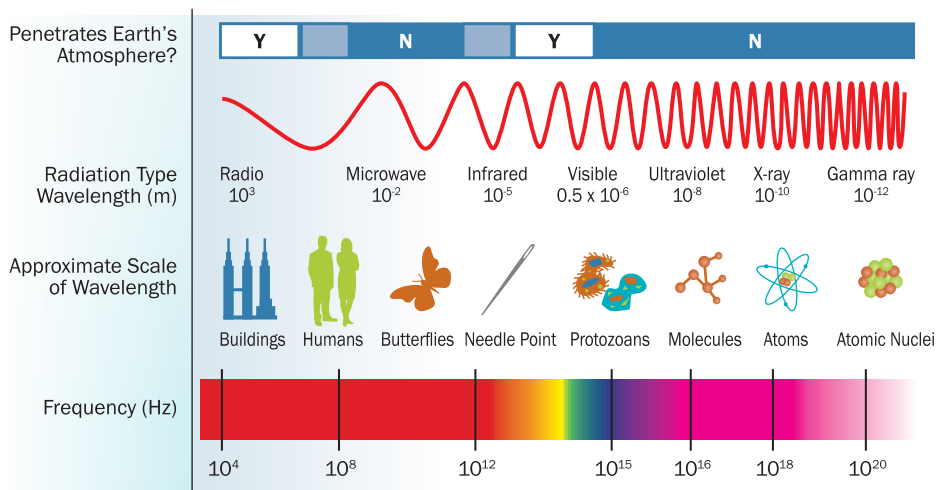 Penetrates Earth's
Atmosphere?
Y N Y N
Radiation Type
Wavelength (m)
Radio Microwave Infrared Visible Ultraviolet X-ray Gamma ray
10³ 10⁻² 10⁻⁵ 0.5 x 10⁻⁶ 10⁻⁸ 10⁻¹⁰ 10⁻¹²
Approximate Scale
of Wavelength
Buildings Humans Butterflies Needle Point Protozoans Molecules Atoms Atomic Nuclei
Frequency (Hz)
10⁴ 10⁸ 10¹² 10¹⁵ 10¹⁶ 10¹⁸ 10²⁰